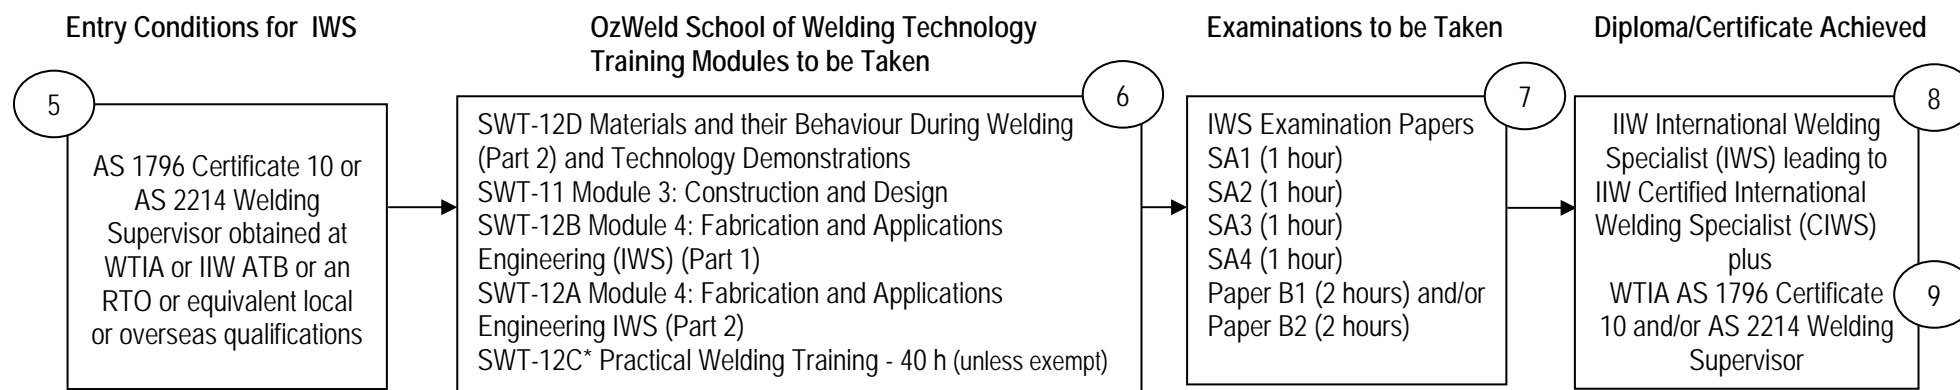 Entry Conditions for IWS
OzWeld School of Welding Technology
Training Modules to be Taken
Examinations to be Taken
Diploma/Certificate Achieved
5
AS 1796 Certificate 10 or
AS 2214 Welding
Supervisor obtained at
WTIA or IIW ATB or an
RTO or equivalent local
or overseas qualifications
6
SWT-12D Materials and their Behaviour During Welding
(Part 2) and Technology Demonstrations
SWT-11 Module 3: Construction and Design
SWT-12B Module 4: Fabrication and Applications
Engineering (IWS) (Part 1)
SWT-12A Module 4: Fabrication and Applications
Engineering IWS (Part 2)
SWT-12C* Practical Welding Training - 40 h (unless exempt)
7
IWS Examination Papers
SA1 (1 hour)
SA2 (1 hour)
SA3 (1 hour)
SA4 (1 hour)
Paper B1 (2 hours) and/or
Paper B2 (2 hours)
8
IIW International Welding
Specialist (IWS) leading to
IIW Certified International
Welding Specialist (CIWS)
plus
WTIA AS 1796 Certificate
10 and/or AS 2214 Welding
Supervisor
9